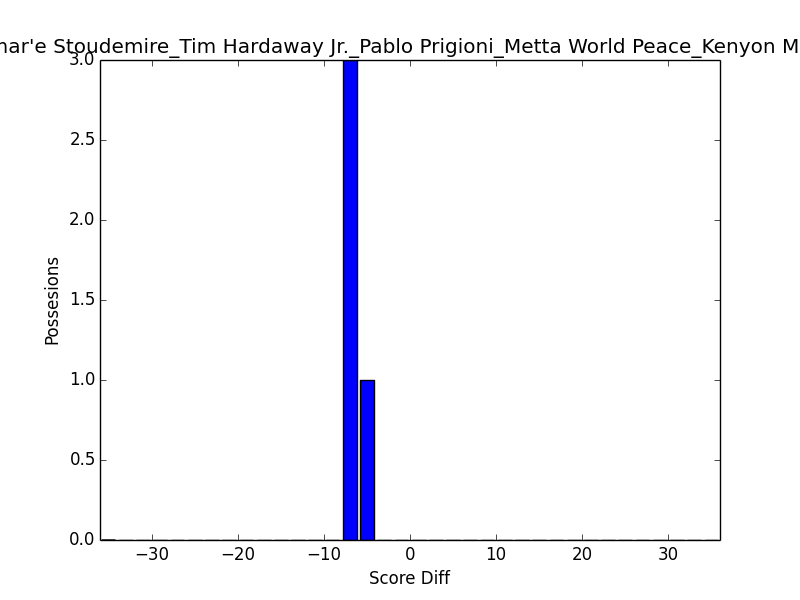 mar'e Stoudemire_Tim Hardaway Jr._Pablo Prigioni_Metta World Peace_Kenyon M
3.0
2.5
2.0
1.5
1.0
0.5
0.0
Possesions
−30 −20 −10 0 10 20 30
Score Diff